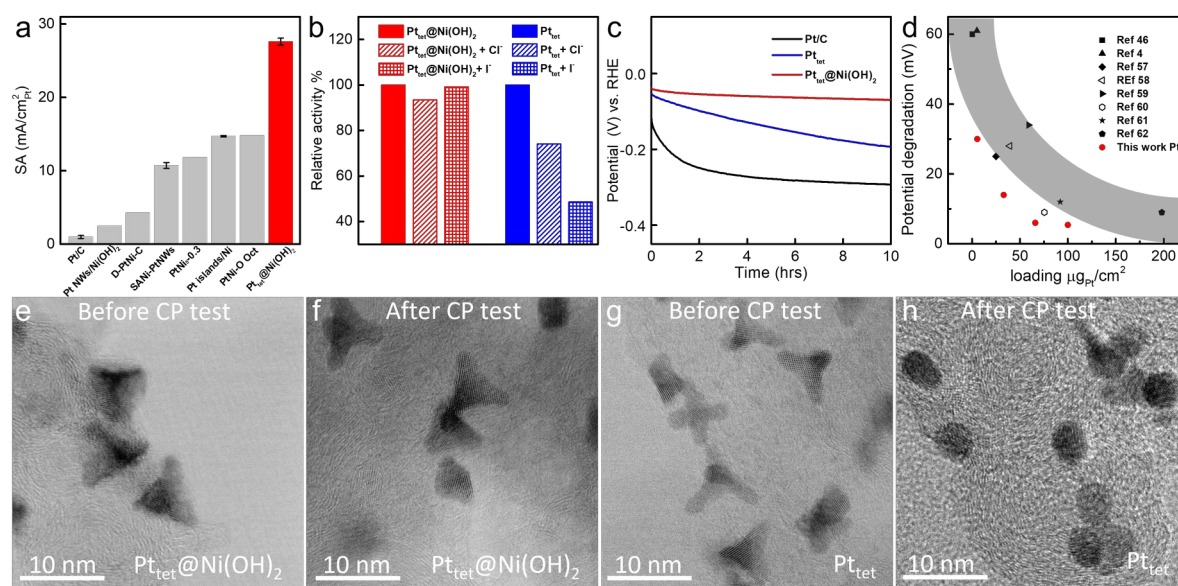 a
SA (mA/cm²Pt)
30
20
10
0
Pt/C
Pt NWs/Ni(OH)2
D-PtNi-C
SANi-PtNWs
PtNi-O.3
Pt islands/Ni
PtNi-O Oct
Pttet@Ni(OH)2
b
Relative activity %
120
100
80
60
40
Pttet@Ni(OH)2
Pttet@Ni(OH)2 + Cl-
Pttet@Ni(OH)2+ I-
Pttet
Pttet + Cl-
Pttet + I-
c
Potential (V) vs. RHE
0.0
-0.2
-0.4
Pt/C
Pttet
Pttet@Ni(OH)2
0 2 4 6 8 10
Time (hrs)
d
Potential degradation (mV)
60
40
20
0
Ref 46
Ref 4
Ref 57
REf 58
Ref 59
Ref 60
Ref 61
Ref 62
This work Pt
0 50 100 150 200
loading μgPt/cm²
e Before CP test
10 nm
Pttet@Ni(OH)2
f After CP test
10 nm
Pttet@Ni(OH)2
g Before CP test
10 nm
Pttet
h After CP test
10 nm
Pttet